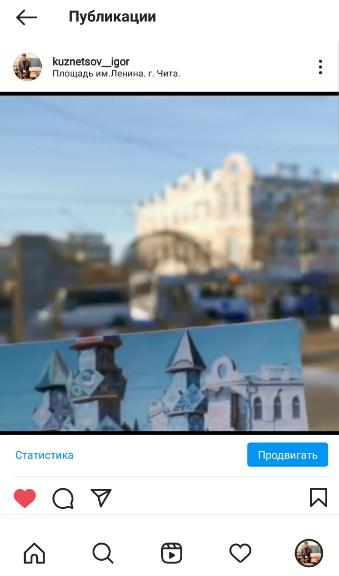 Публикации
kuznetsov__igor
Площадь им.Ленина. г. Чита.
Статистика
Продвигать